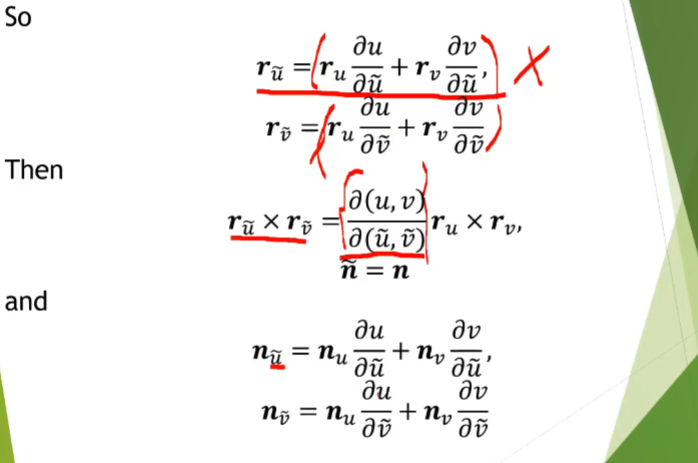 So
r_ũ = (r_u ∂u/∂ũ + r_v ∂v/∂ũ,) ×
r_ṽ = (r_u ∂u/∂ṽ + r_v ∂v/∂ṽ)
Then
r_ũ × r_ṽ = (∂(u, v)/∂(ũ, ṽ)) r_u × r_v,
ñ = n
and
n_ũ = n_u ∂u/∂ũ + n_v ∂v/∂ũ,
n_ṽ = n_u ∂u/∂ṽ + n_v ∂v/∂ṽ